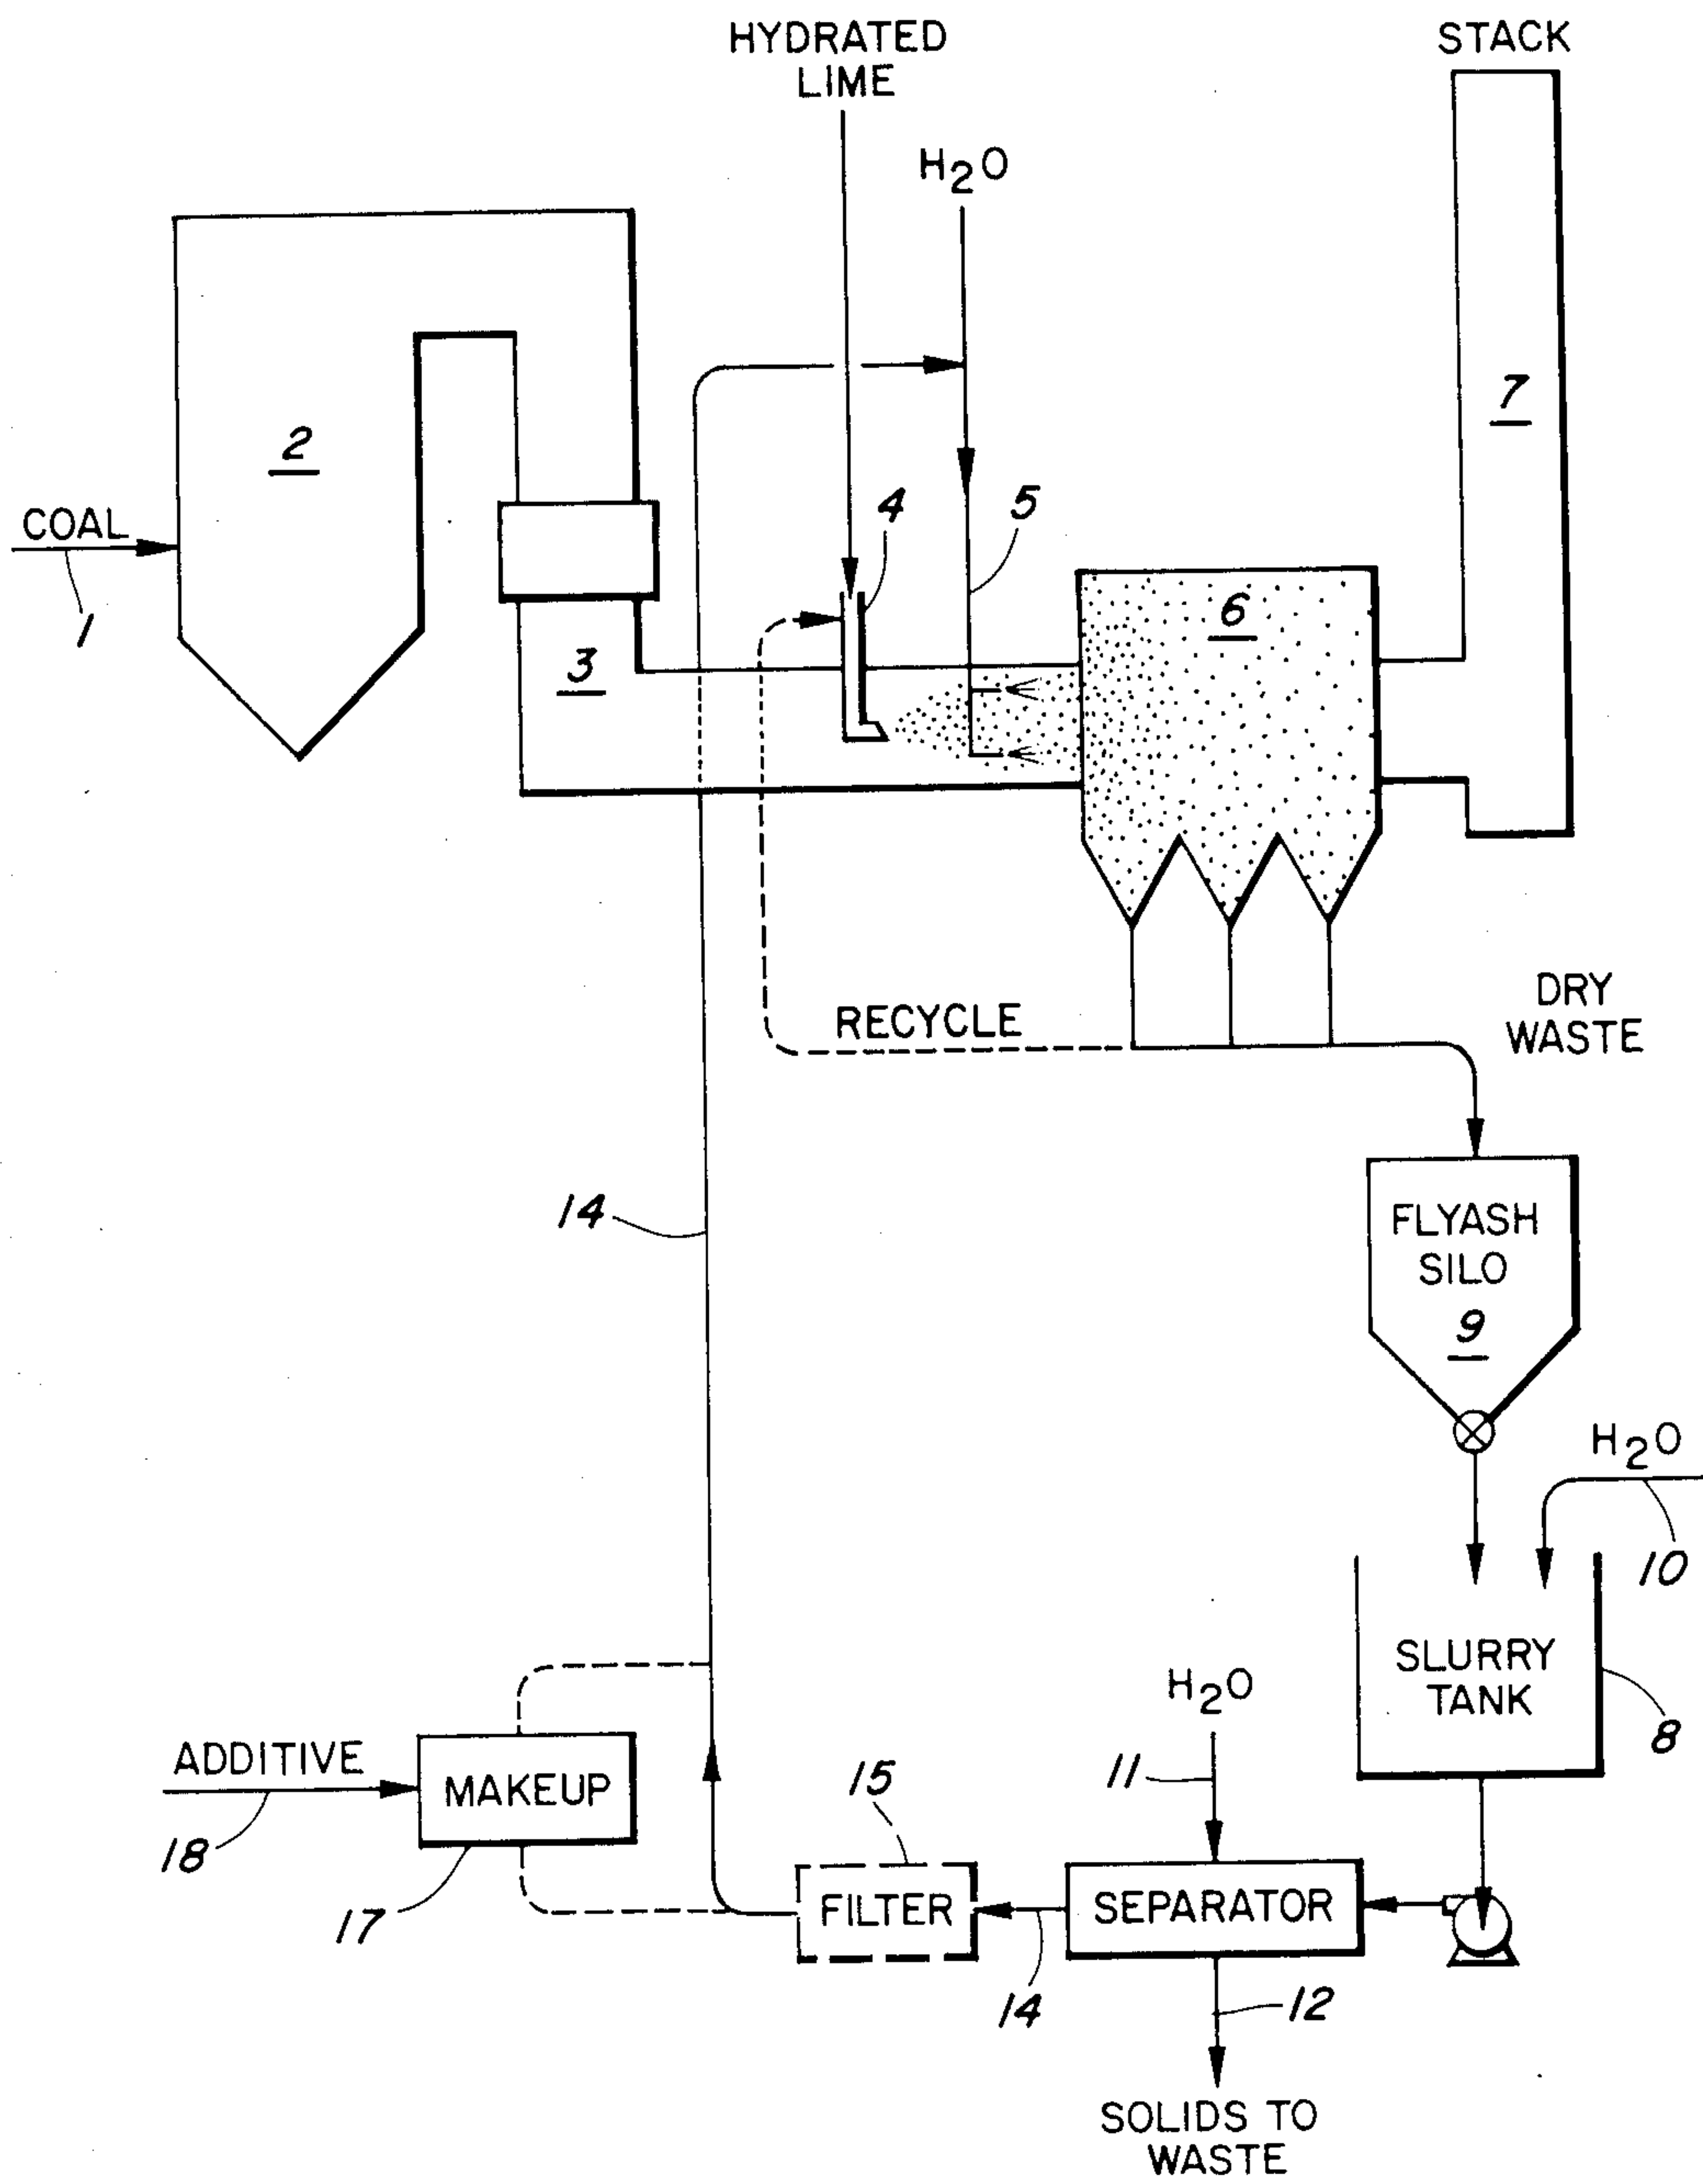 HYDRATED
LIME
STACK
H2O
7
2
4
5
COAL
1
6
3
RECYCLE
DRY
WASTE
14
FLYASH
SILO
9
H2O
10
SLURRY
TANK
8
H2O
11
ADDITIVE
MAKEUP
18
17
15
FILTER
SEPARATOR
14
12
SOLIDS TO
WASTE